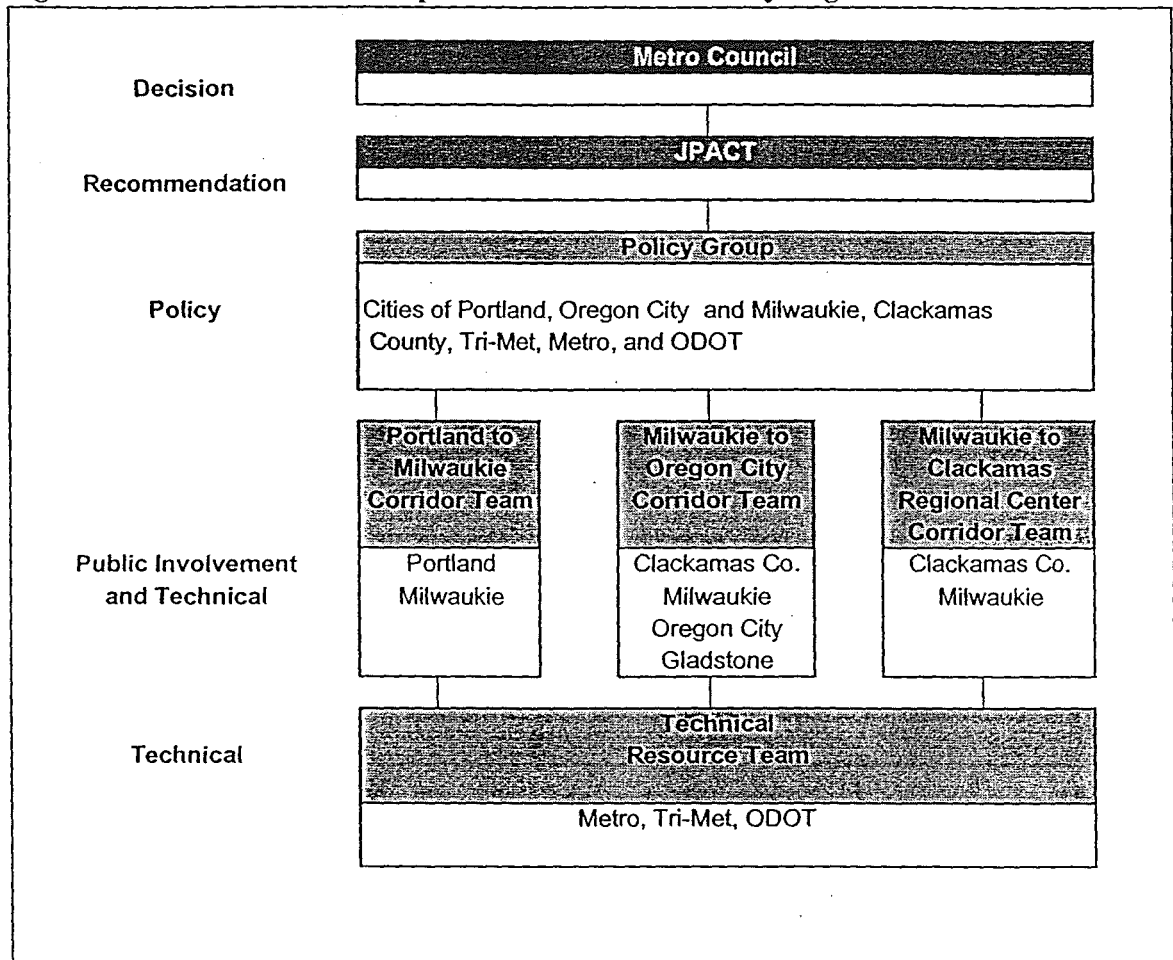 Decision
Metro Council
Recommendation
JPACT
Policy
Policy Group
Cities of Portland, Oregon City and Milwaukie, Clackamas
County, Tri-Met, Metro, and ODOT
Public Involvement
and Technical
Portland to
Milwaukie
Corridor Team
Portland
Milwaukie
Milwaukie to
Oregon City
Corridor Team
Clackamas Co.
Milwaukie
Oregon City
Gladstone
Milwaukie to
Clackamas
Regional Center
Corridor Team
Clackamas Co.
Milwaukie
Technical
Technical
Resource Team
Metro, Tri-Met, ODOT